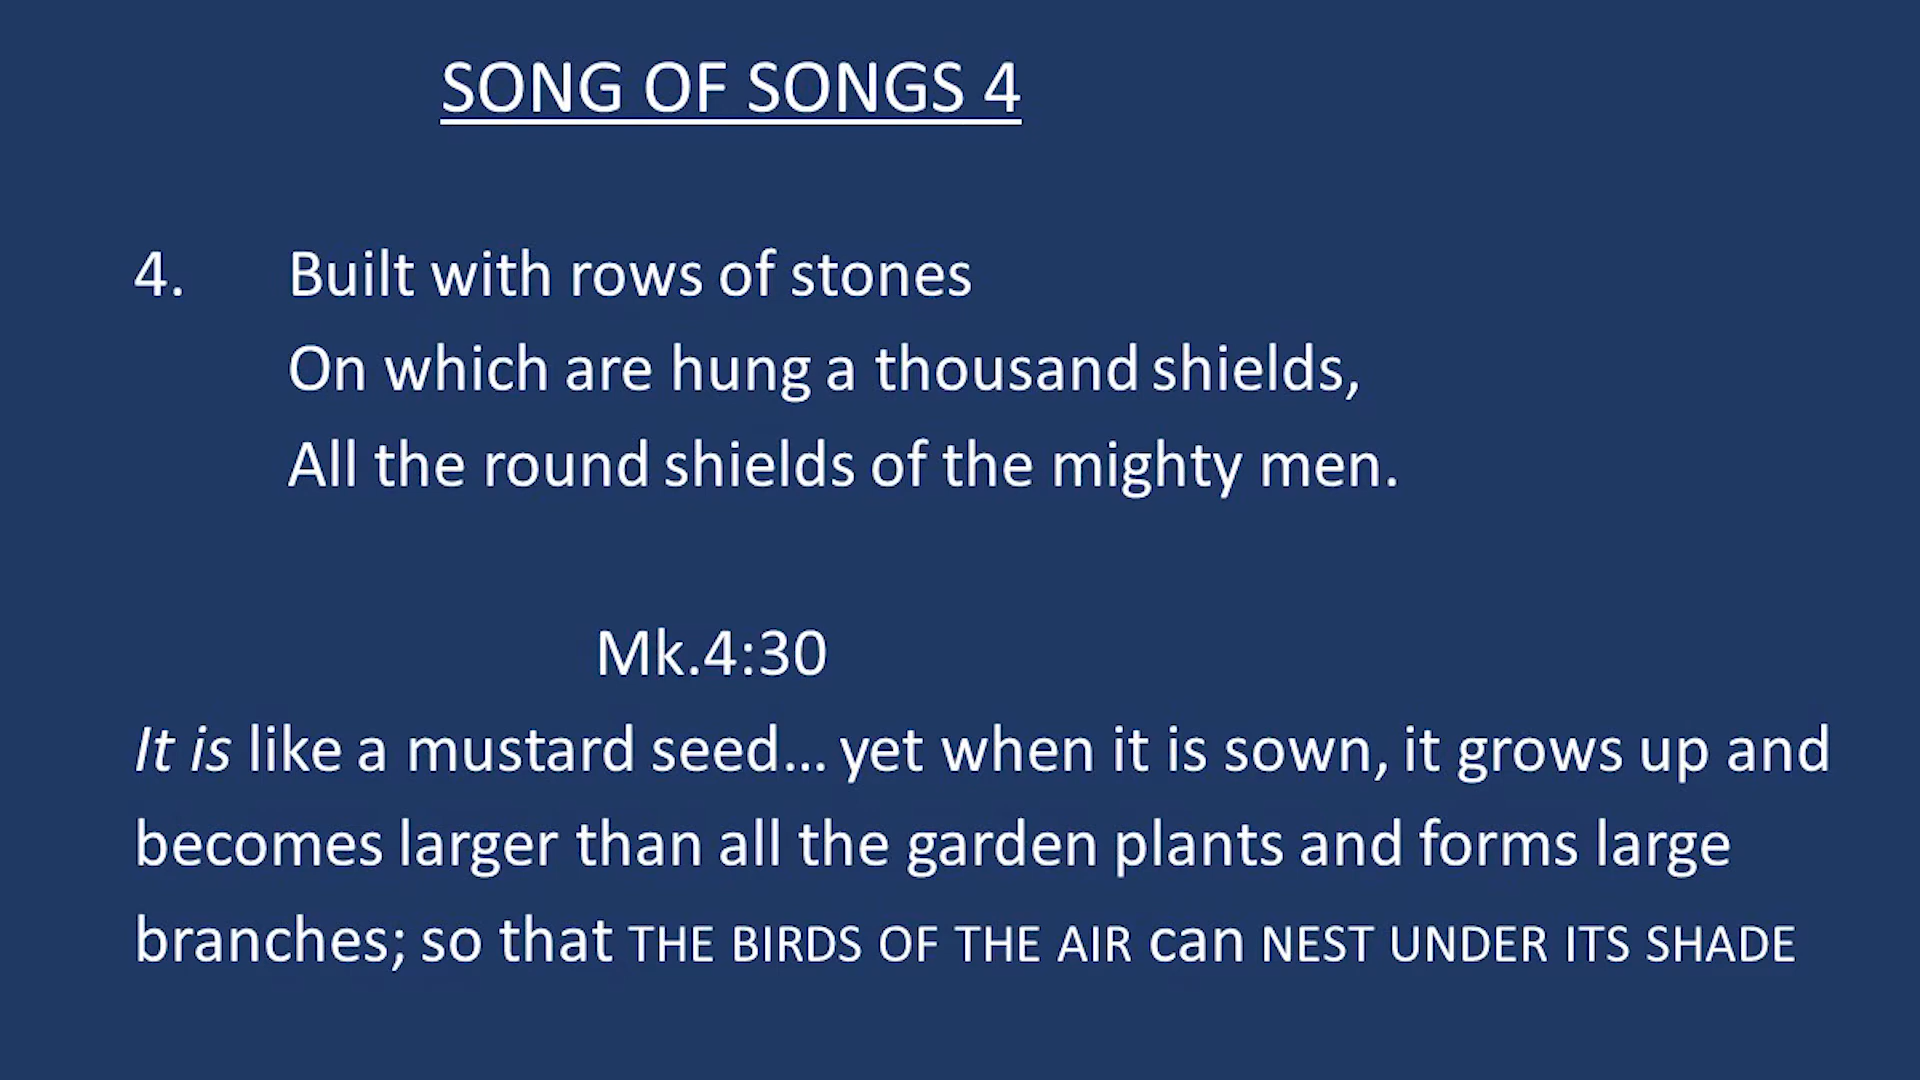 SONG OF SONGS 4
4. Built with rows of stones
On which are hung a thousand shields,
All the round shields of the mighty men.
Mk.4:30
It is like a mustard seed... yet when it is sown, it grows up and
becomes larger than all the garden plants and forms large
branches; so that THE BIRDS OF THE AIR can NEST UNDER ITS SHADE